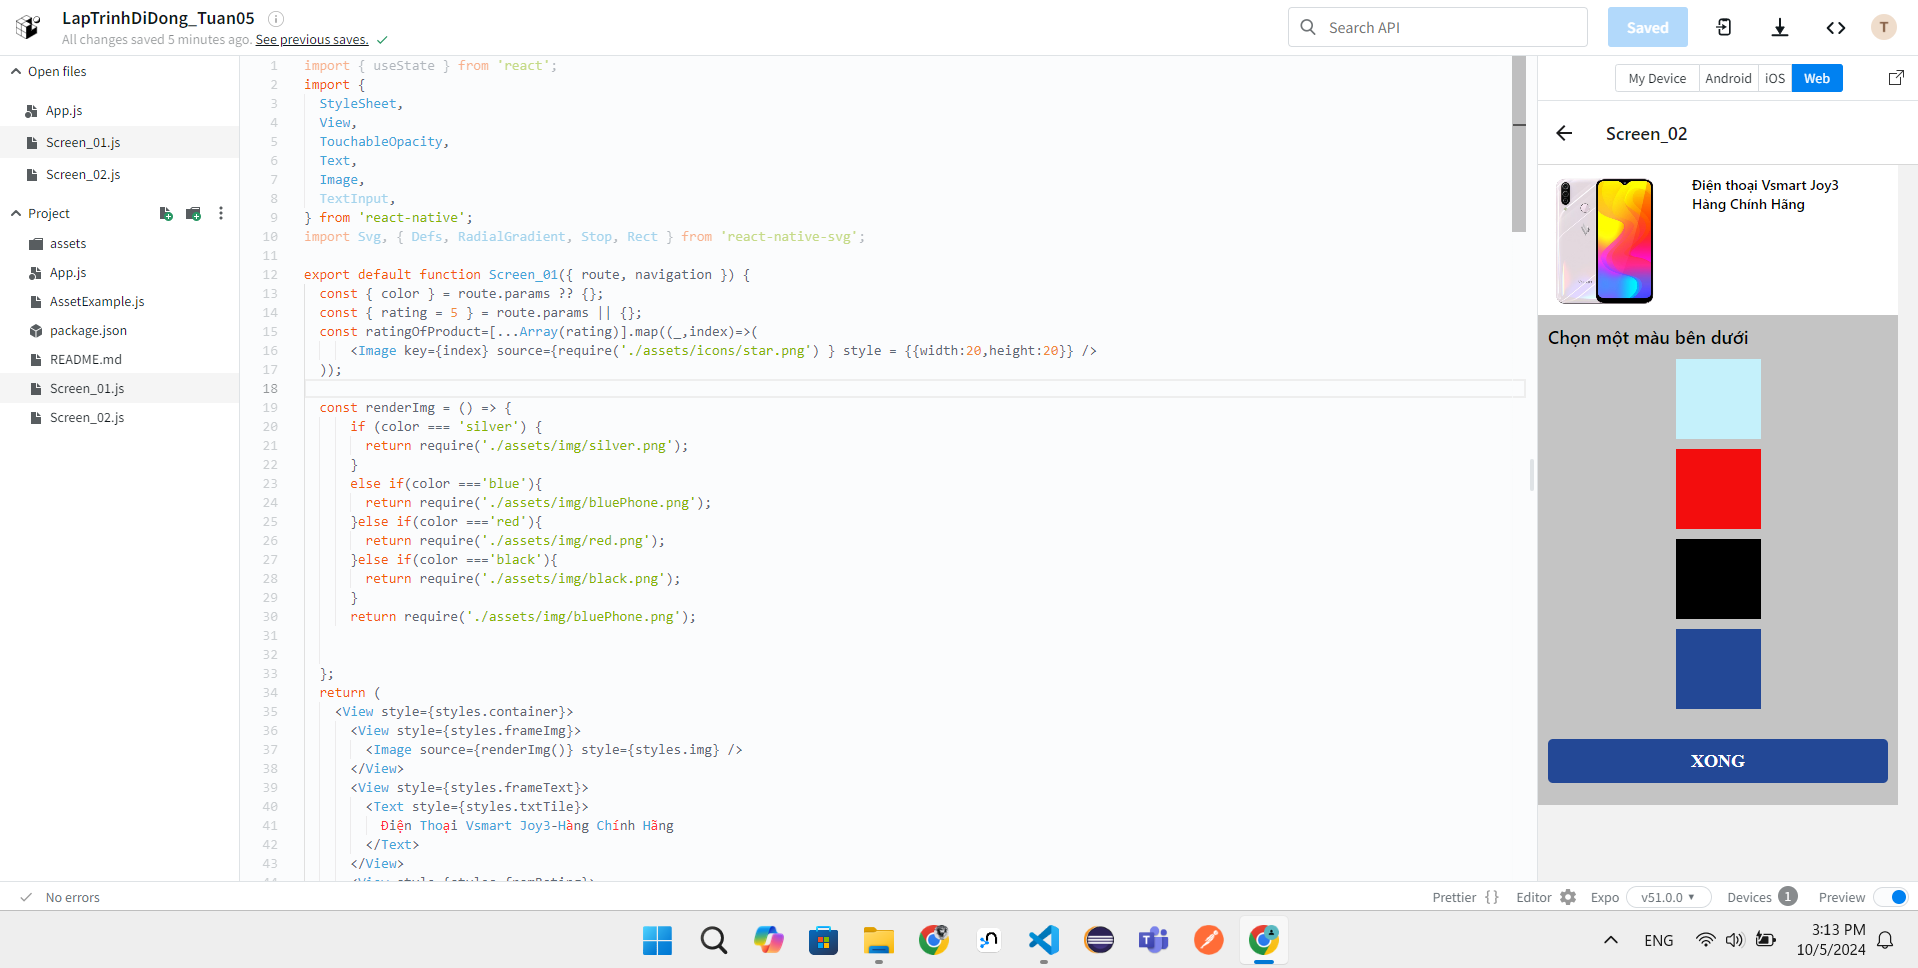 LapTrinhDiDong_Tuan05
All changes saved 5 minutes ago. See previous saves.
Search API
Saved
T
Open files
App.js
Screen_01.js
Screen_02.js
Project
assets
App.js
AssetExample.js
package.json
README.md
Screen_01.js
Screen_02.js
1 import { useState } from 'react';
2 import {
3 StyleSheet,
4 View,
5 TouchableOpacity,
6 Text,
7 Image,
8 TextInput,
9 } from 'react-native';
10 import Svg, { Defs, RadialGradient, Stop, Rect } from 'react-native-svg';
11
12 export default function Screen_01({ route, navigation }) {
13 const { color } = route.params ?? {};
14 const { rating = 5 } = route.params || {};
15 const ratingOfProduct=[...Array(rating)].map((_,index)=>(
16 <Image key={index} source={require('./assets/icons/star.png') } style = {{width:20,height:20}} />
17 ));
18
19 const renderImg = () => {
20 if (color === 'silver') {
21 return require('./assets/img/silver.png');
22 }
23 else if(color ==='blue'){
24 return require('./assets/img/bluePhone.png');
25 }else if(color ==='red'){
26 return require('./assets/img/red.png');
27 }else if(color ==='black'){
28 return require('./assets/img/black.png');
29 }
30 return require('./assets/img/bluePhone.png');
31
32
33 };
34 return (
35 <View style={styles.container}>
36 <View style={styles.frameImg}>
37 <Image source={renderImg()} style={styles.img} />
38 </View>
39 <View style={styles.frameText}>
40 <Text style={styles.txtTile}>
41 Điện Thoại Vsmart Joy3-Hàng Chính Hãng
42 </Text>
43 </View>
My Device Android iOS Web
Screen_02
Điện thoại Vsmart Joy3
Hàng Chính Hãng
Chọn một màu bên dưới
XONG
No errors
Prettier {} Editor Expo v51.0.0 Devices 1 Preview
ENG
3:13 PM
10/5/2024